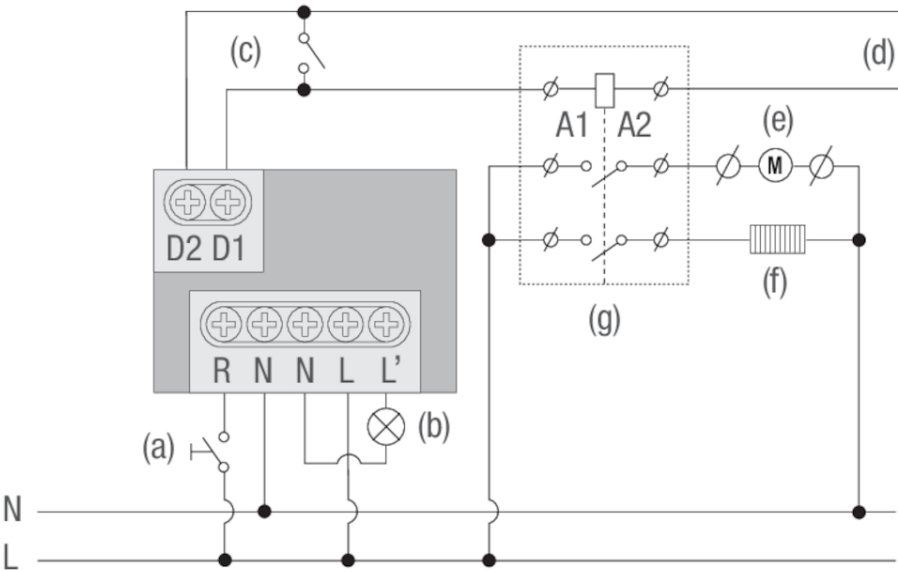 (c)
(d)
A1 A2
(e)
M
D2 D1
(f)
(g)
R N N L L’
(a)
(b)
N
L